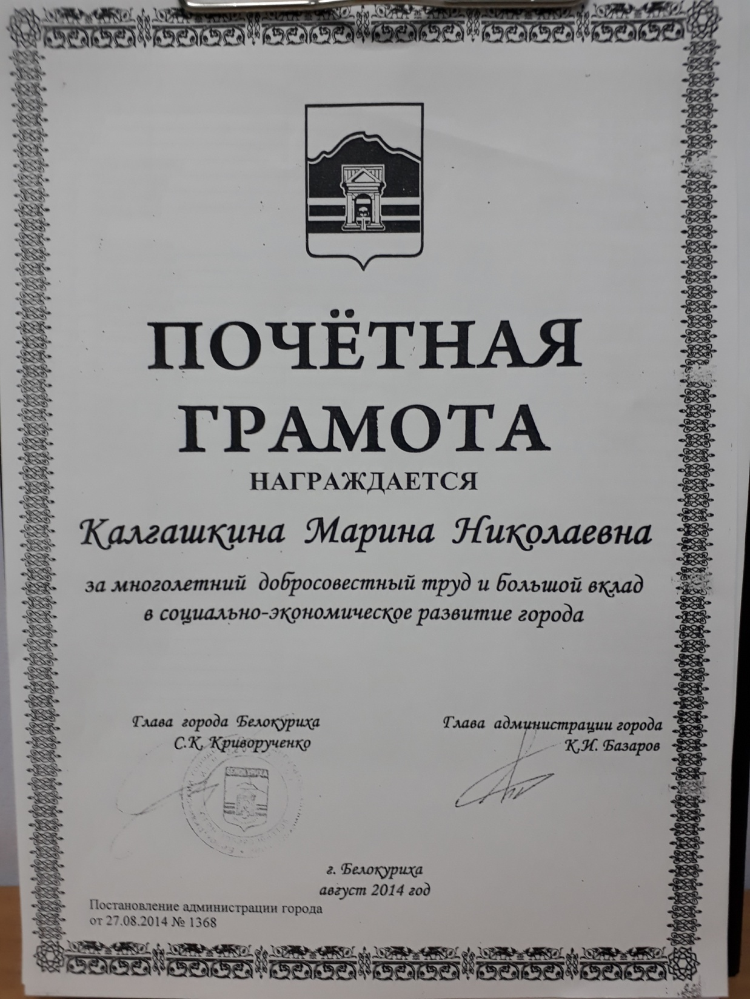 ПОЧЁТНАЯ
ГРАМОТА
НАГРАЖДАЕТСЯ
Калгашкина Марина Николаевна
за многолетний добросовестный труд и большой вклад
в социально-экономическое развитие города
Глава города Белокуриха
С.К. Криворученко
Глава администрации города
К.И. Базаров
БЕЛОКУРИХА
г. Белокуриха
август 2014 год
Постановление администрации города
от 27.08.2014 № 1368